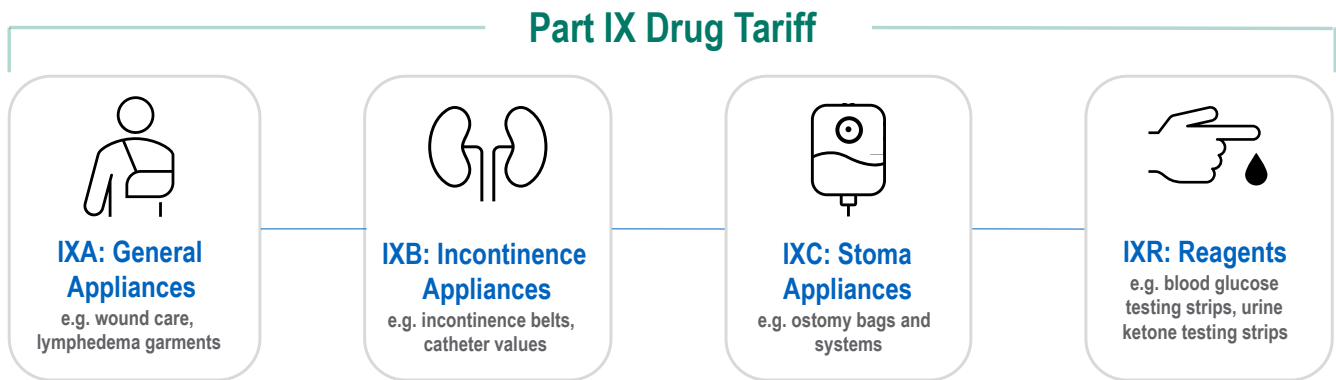 Part IX Drug Tariff
IXA: General
Appliances
e.g. wound care,
lymphedema garments
IXB: Incontinence
Appliances
e.g. incontinence belts,
catheter values
IXC: Stoma
Appliances
e.g. ostomy bags and
systems
IXR: Reagents
e.g. blood glucose
testing strips, urine
ketone testing strips